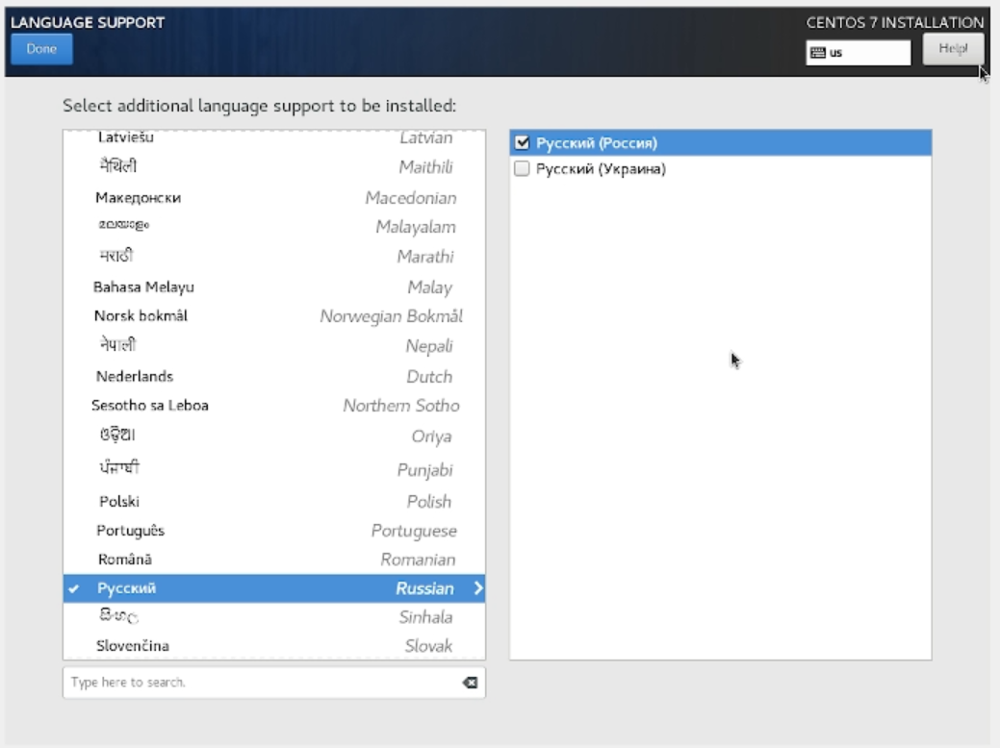 LANGUAGE SUPPORT
CENTOS 7 INSTALLATION
Done
us
Help!
Select additional language support to be installed:
Latviešu Latvian
मैथिली Maithili
Македонски Macedonian
മലയാളം Malayalam
मराठी Marathi
Bahasa Melayu Malay
Norsk bokmål Norwegian Bokmål
नेपाली Nepali
Nederlands Dutch
Sesotho sa Leboa Northern Sotho
ଓଡ଼ିଆ Oriya
ਪੰਜਾਬੀ Punjabi
Polski Polish
Português Portuguese
Română Romanian
Русский Russian
සිංහල Sinhala
Slovenčina Slovak
Type here to search.
Русский (Россия)
Русский (Украина)